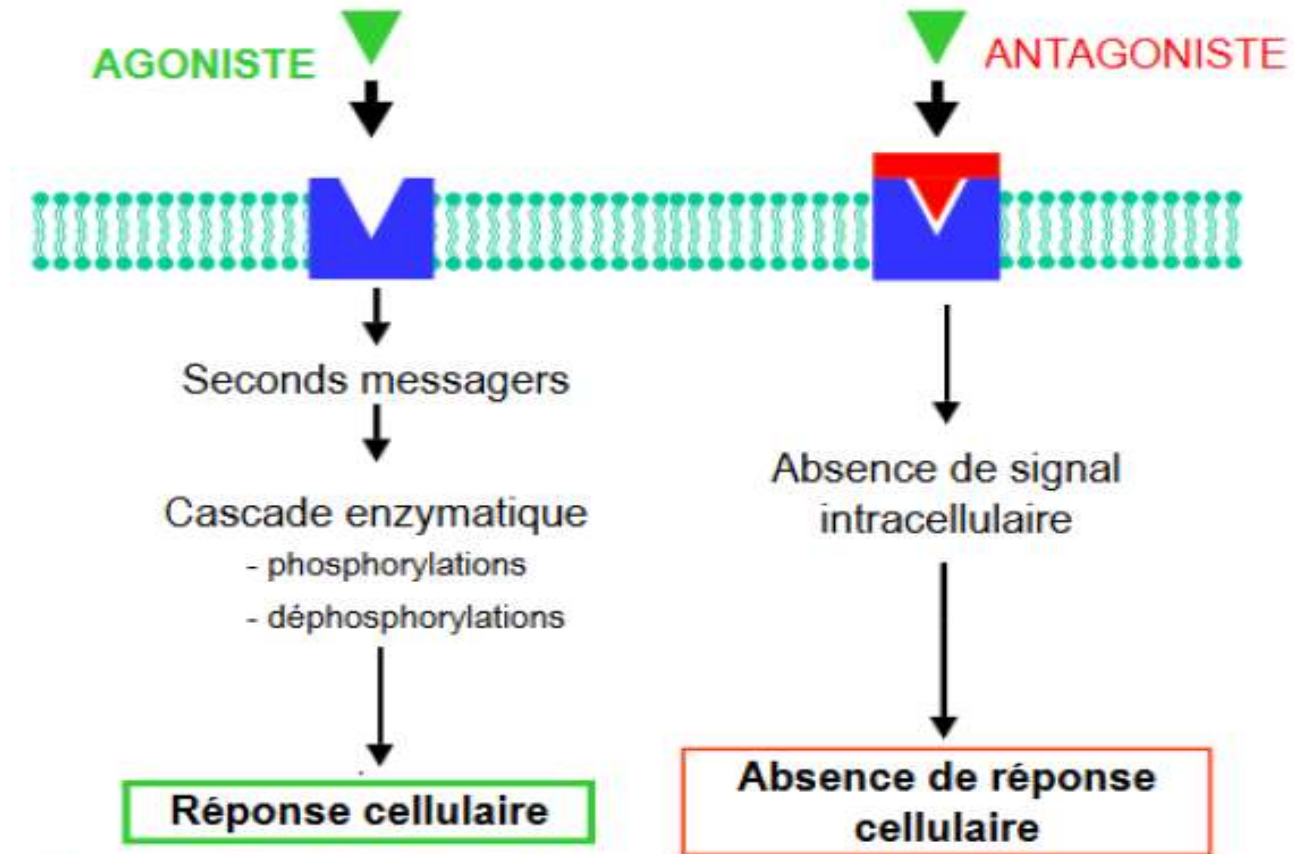 AGONISTE
Seconds messagers
Cascade enzymatique
- phosphorylations
- déphosphorylations
Réponse cellulaire
ANTAGONISTE
Absence de signal
intracellulaire
Absence de réponse
cellulaire